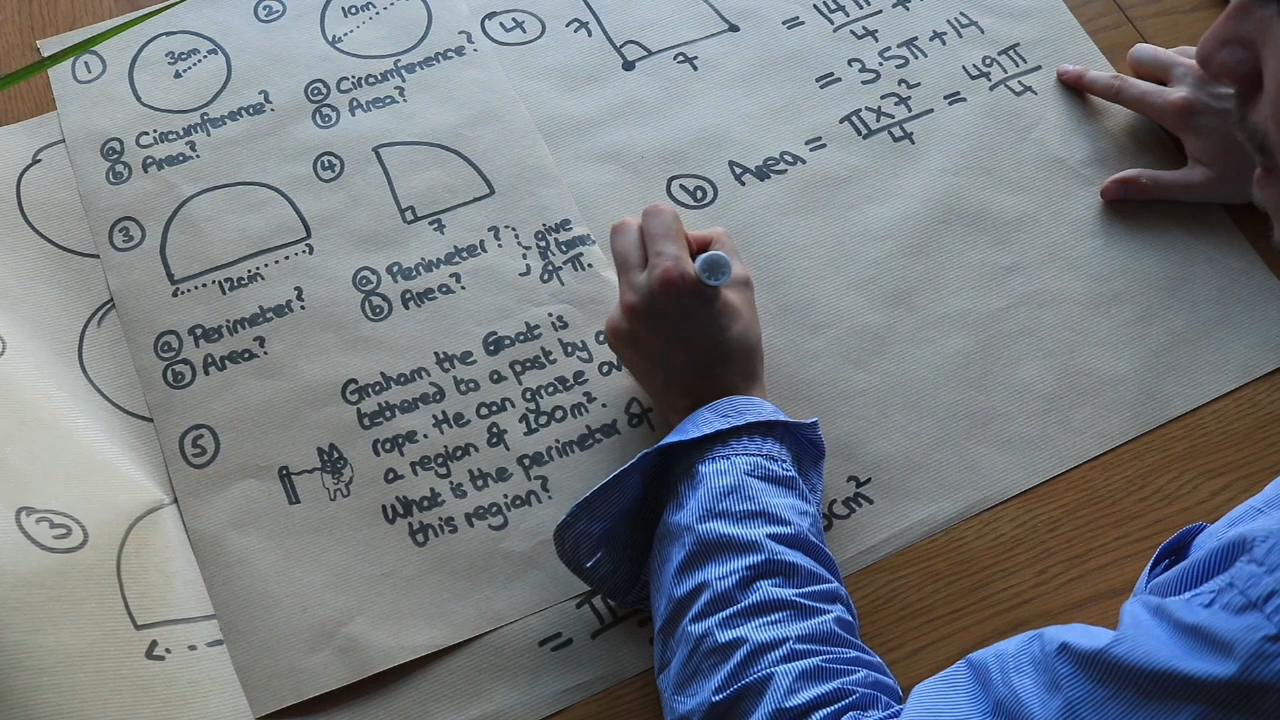 1
3cm
a Circumference?
b Area?
2
10m
a Circumference?
b Area?
3
12cm
a Perimeter?
b Area?
4
7
a Perimeter?
b Area?
give
in terms
of π.
5
Graham the Goat is
tethered to a post by a
rope. He can graze
a region of 100m².
What is the perimeter of
this region?
4
7
7
= 14π/4 +
= 3.5π + 14
b Area = π×7²/4 = 49π/4
3
cm²
= π